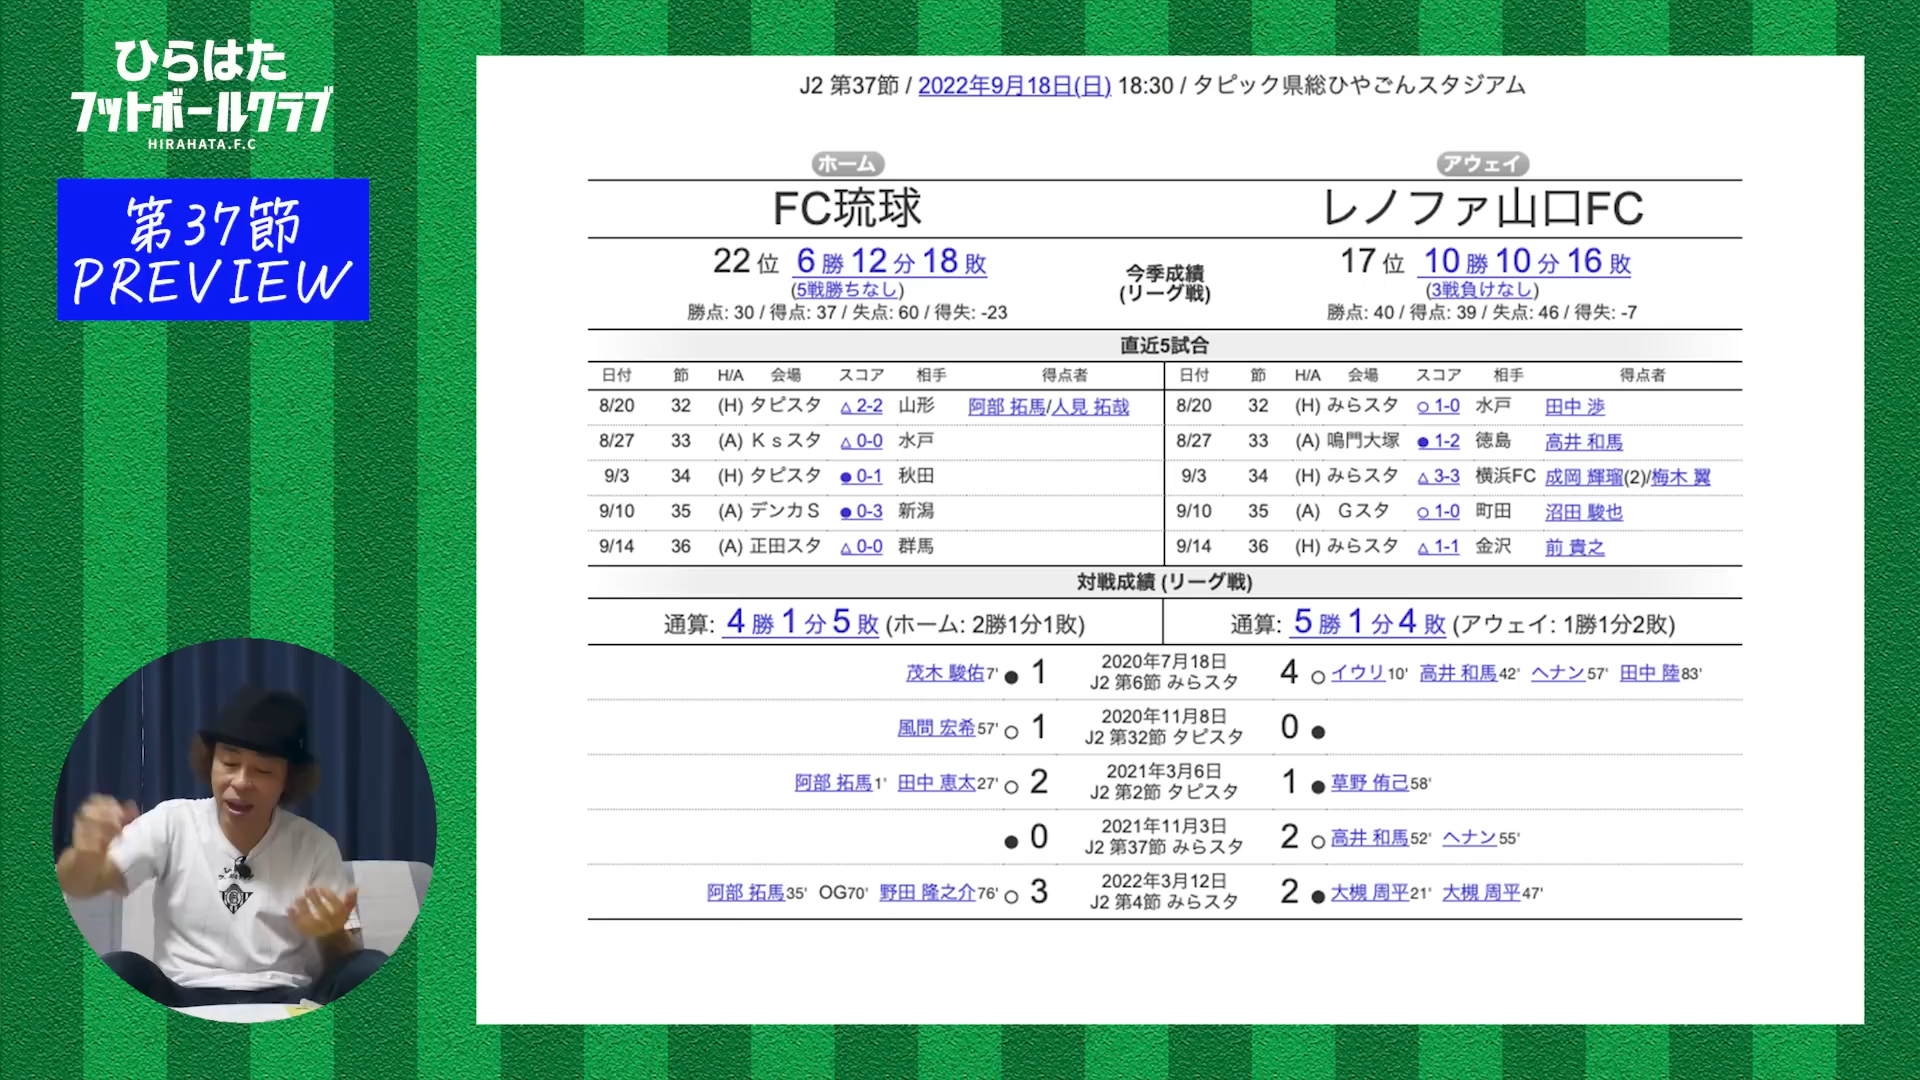 ひらはた
フットボールクラブ
HIRAHATA.F.C
第37節
PREVIEW
J2 第37節 / 2022年9月18日(日) 18:30 / タピック県総ひやごんスタジアム
ホーム アウェイ
FC琉球 レノファ山口FC
22 位 6 勝 12 分 18 敗 今季成績 17 位 10 勝 10 分 16 敗
(5戦勝ちなし) (リーグ戦) (3戦負けなし)
勝点: 30 / 得点: 37 / 失点: 60 / 得失: -23 勝点: 40 / 得点: 39 / 失点: 46 / 得失: -7
直近5試合
日付 節 H/A 会場 スコア 相手 得点者 日付 節 H/A 会場 スコア 相手 得点者
8/20 32 (H) タピスタ △ 2-2 山形 阿部 拓馬/人見 拓哉 8/20 32 (H) みらスタ ○ 1-0 水戸 田中 渉
8/27 33 (A) Ｋｓスタ △ 0-0 水戸 8/27 33 (A) 鳴門大塚 ● 1-2 徳島 高井 和馬
9/3 34 (H) タピスタ ● 0-1 秋田 9/3 34 (H) みらスタ △ 3-3 横浜FC 成岡 輝瑠(2)/梅木 翼
9/10 35 (A) デンカＳ ● 0-3 新潟 9/10 35 (A) Ｇスタ ○ 1-0 町田 沼田 駿也
9/14 36 (A) 正田スタ △ 0-0 群馬 9/14 36 (H) みらスタ △ 1-1 金沢 前 貴之
対戦成績 (リーグ戦)
通算: 4 勝 1 分 5 敗 (ホーム: 2勝1分1敗) 通算: 5 勝 1 分 4 敗 (アウェイ: 1勝1分2敗)
茂木 駿佑7' ● 1 2020年7月18日 4 ○ イウリ10' 高井 和馬42' ヘナン57' 田中 陸83'
J2 第6節 みらスタ
風間 宏希57' ○ 1 2020年11月8日 0 ●
J2 第32節 タピスタ
阿部 拓馬1' 田中 恵太27' ○ 2 2021年3月6日 1 ● 草野 侑己58'
J2 第2節 タピスタ
● 0 2021年11月3日 2 ○ 高井 和馬52' ヘナン55'
J2 第37節 みらスタ
阿部 拓馬35' OG70' 野田 隆之介76' ○ 3 2022年3月12日 2 ● 大槻 周平21' 大槻 周平47'
J2 第4節 みらスタ